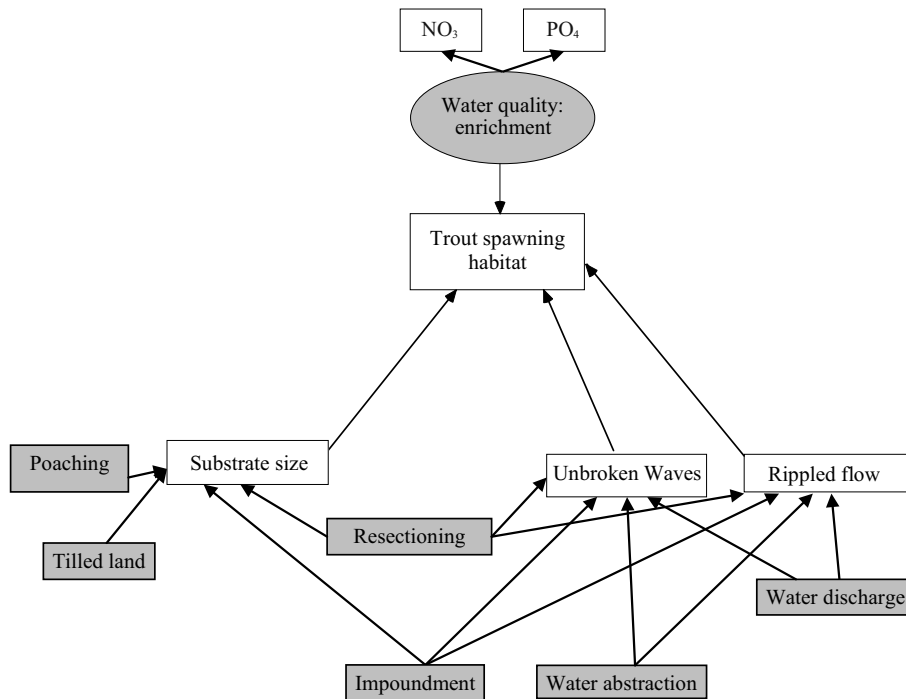 NO₃
PO₄
Water quality:
enrichment
Trout spawning
habitat
Poaching
Substrate size
Unbroken Waves
Rippled flow
Resectioning
Tilled land
Water discharge
Impoundment
Water abstraction